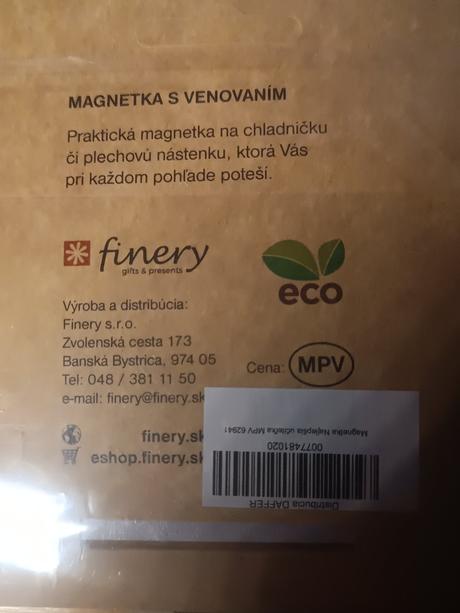 MAGNETKA S VENOVANÍM
Praktická magnetka na chladničku
či plechovú nástenku, ktorá Vás
pri každom pohľade poteší.
finery
gifts & presents
eco
Výroba a distribúcia:
Finery s.r.o.
Zvolenská cesta 173
Banská Bystrica, 974 05
Tel: 048 / 381 11 50
e-mail: finery@finery.sk
Cena: MPV
finery.sk
eshop.finery.sk
Distribucia DAFFER
0077481020
Magnetka Najlepšia učiteľka MPV 62941